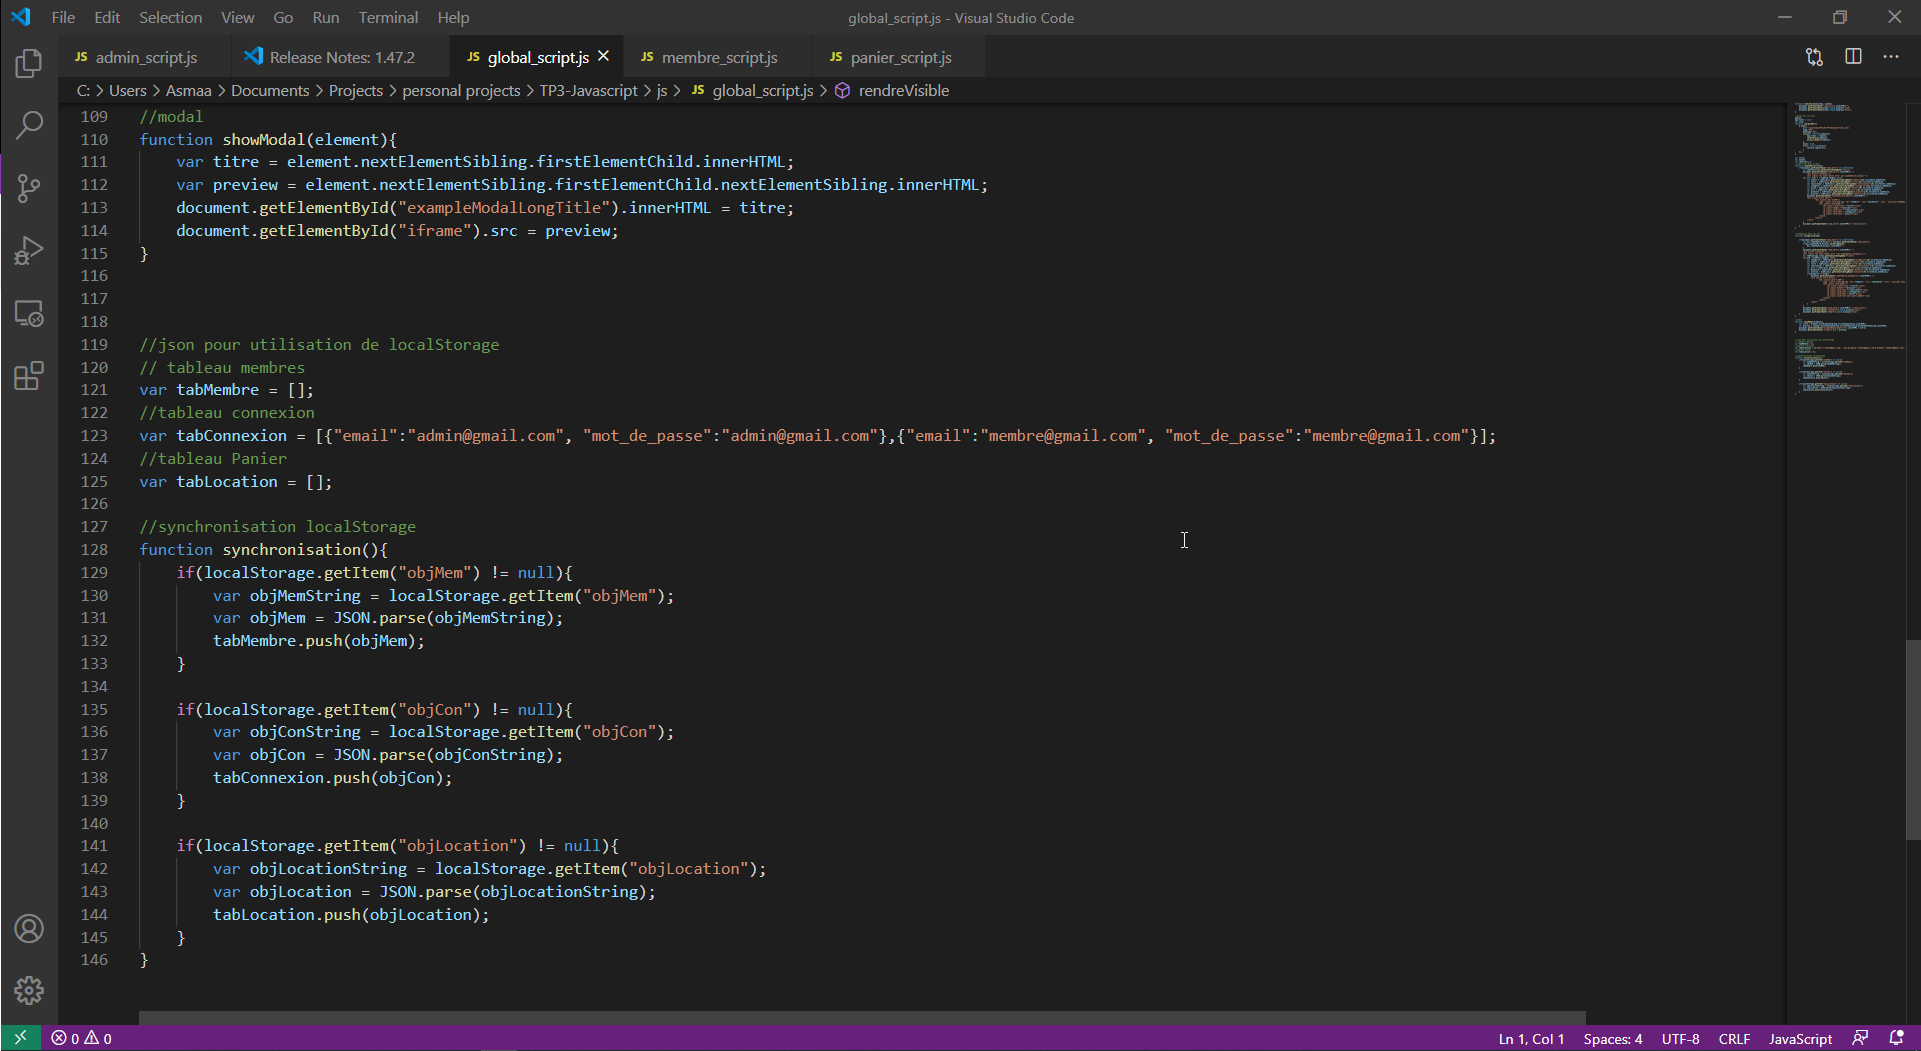 File Edit Selection View Go Run Terminal Help
global_script.js - Visual Studio Code
JS admin_script.js
Release Notes: 1.47.2
JS global_script.js
JS membre_script.js
JS panier_script.js
C: > Users > Asmaa > Documents > Projects > personal projects > TP3-Javascript > js > JS global_script.js > rendreVisible
109 //modal
110 function showModal(element){
111     var titre = element.nextElementSibling.firstElementChild.innerHTML;
112     var preview = element.nextElementSibling.firstElementChild.nextElementSibling.innerHTML;
113     document.getElementById("exampleModalLongTitle").innerHTML = titre;
114     document.getElementById("iframe").src = preview;
115 }
116
117
118
119 //json pour utilisation de localStorage
120 // tableau membres
121 var tabMembre = [];
122 //tableau connexion
123 var tabConnexion = [{"email":"admin@gmail.com", "mot_de_passe":"admin@gmail.com"},{"email":"membre@gmail.com", "mot_de_passe":"membre@gmail.com"}];
124 //tableau Panier
125 var tabLocation = [];
126
127 //synchronisation localStorage
128 function synchronisation(){
129     if(localStorage.getItem("objMem") != null){
130         var objMemString = localStorage.getItem("objMem");
131         var objMem = JSON.parse(objMemString);
132         tabMembre.push(objMem);
133     }
134
135     if(localStorage.getItem("objCon") != null){
136         var objConString = localStorage.getItem("objCon");
137         var objCon = JSON.parse(objConString);
138         tabConnexion.push(objCon);
139     }
140
141     if(localStorage.getItem("objLocation") != null){
142         var objLocationString = localStorage.getItem("objLocation");
143         var objLocation = JSON.parse(objLocationString);
144         tabLocation.push(objLocation);
145     }
146 }
0 0
Ln 1, Col 1 Spaces: 4 UTF-8 CRLF JavaScript